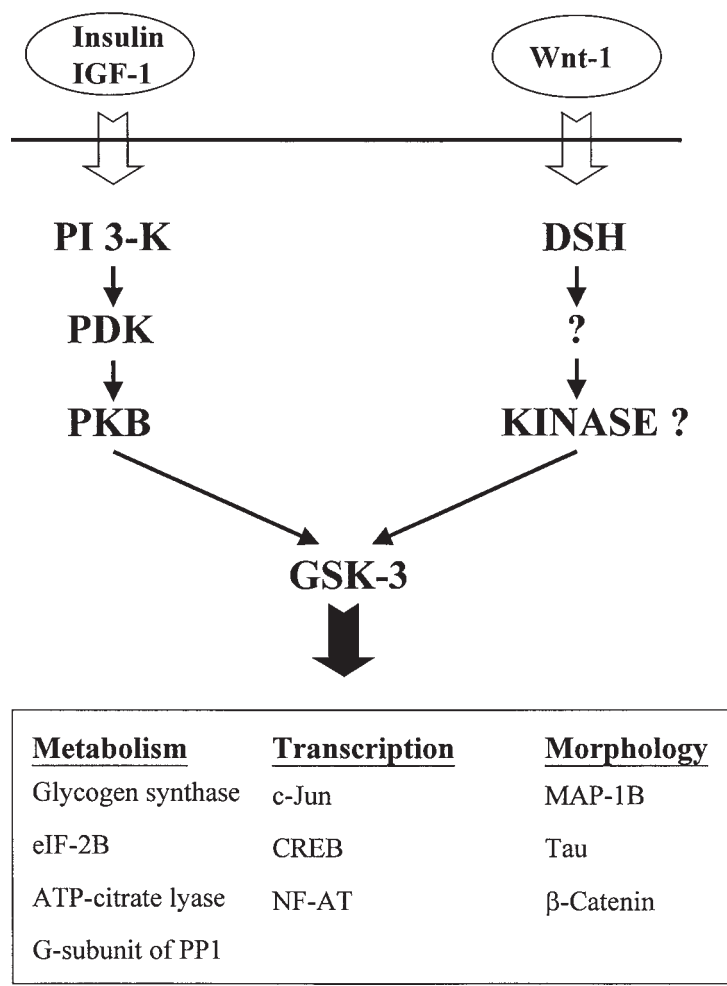 Insulin
IGF-1
Wnt-1
PI 3-K
DSH
PDK
?
PKB
KINASE ?
GSK-3
Metabolism Transcription Morphology
Glycogen synthase c-Jun MAP-1B
eIF-2B CREB Tau
ATP-citrate lyase NF-AT β-Catenin
G-subunit of PP1